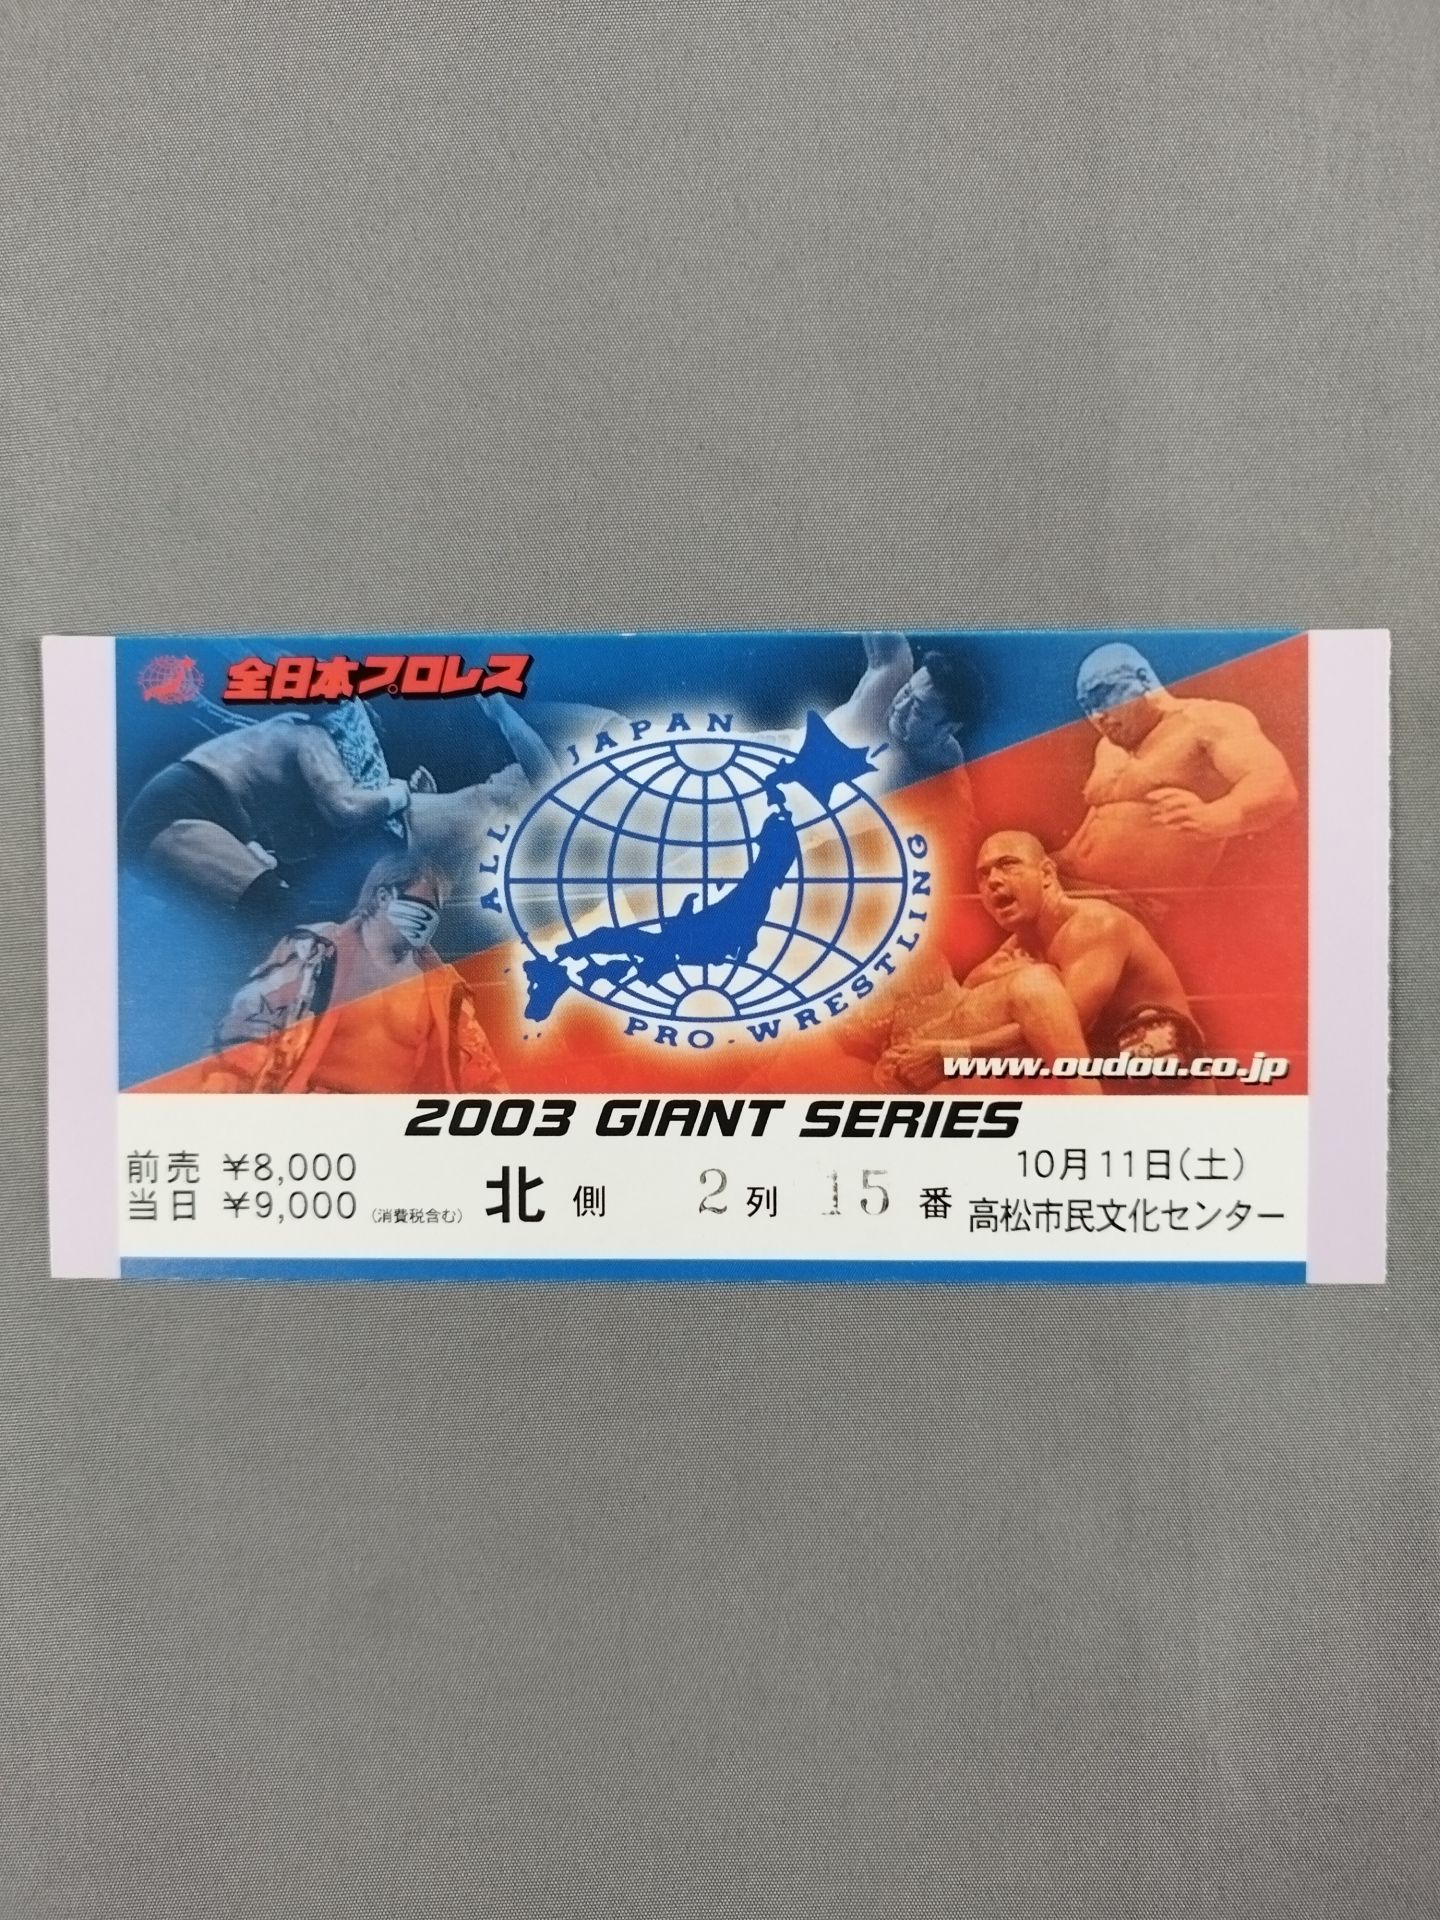 全日本プロレス
ALL JAPAN PRO-WRESTLING
www.oudou.co.jp
2003 GIANT SERIES
前売 ¥8,000
当日 ¥9,000 (消費税含む)
北 側 2 列 15 番
10月11日(土)
高松市民文化センター